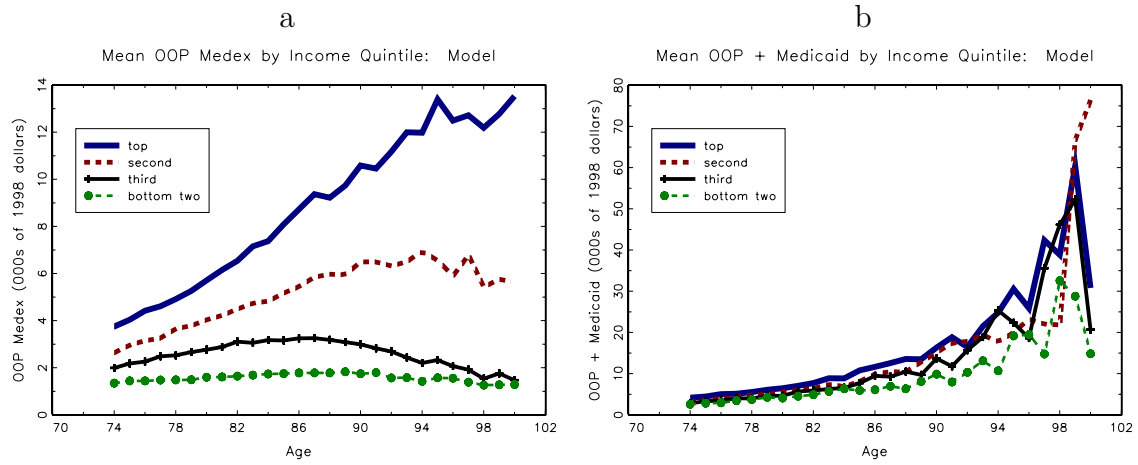 a
Mean OOP Medex by Income Quintile: Model
OOP Medex (000s of 1998 dollars)
14
12
10
8
6
4
2
0
top
second
third
bottom two
70
74
78
82
86
90
94
98
102
Age
b
Mean OOP + Medicaid by Income Quintile: Model
OOP + Medicaid (000s of 1998 dollars)
80
70
60
50
40
30
20
10
0
top
second
third
bottom two
70
74
78
82
86
90
94
98
102
Age